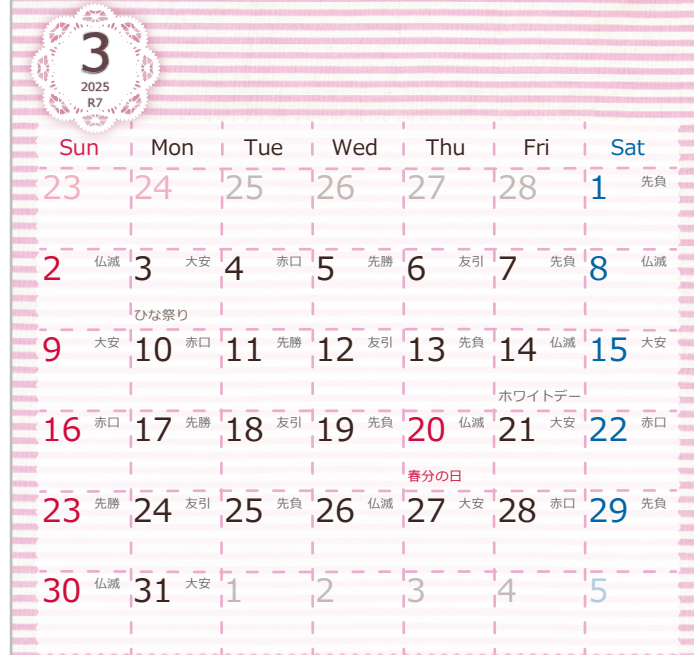 3
2025
R7
Sun Mon Tue Wed Thu Fri Sat
23 24 25 26 27 28 1 先負
2 仏滅 3 大安 4 赤口 5 先勝 6 友引 7 先負 8 仏滅
ひな祭り
9 大安 10 赤口 11 先勝 12 友引 13 先負 14 仏滅 15 大安
ホワイトデー
16 赤口 17 先勝 18 友引 19 先負 20 仏滅 21 大安 22 赤口
春分の日
23 先勝 24 友引 25 先負 26 仏滅 27 大安 28 赤口 29 先負
30 仏滅 31 大安 1 2 3 4 5